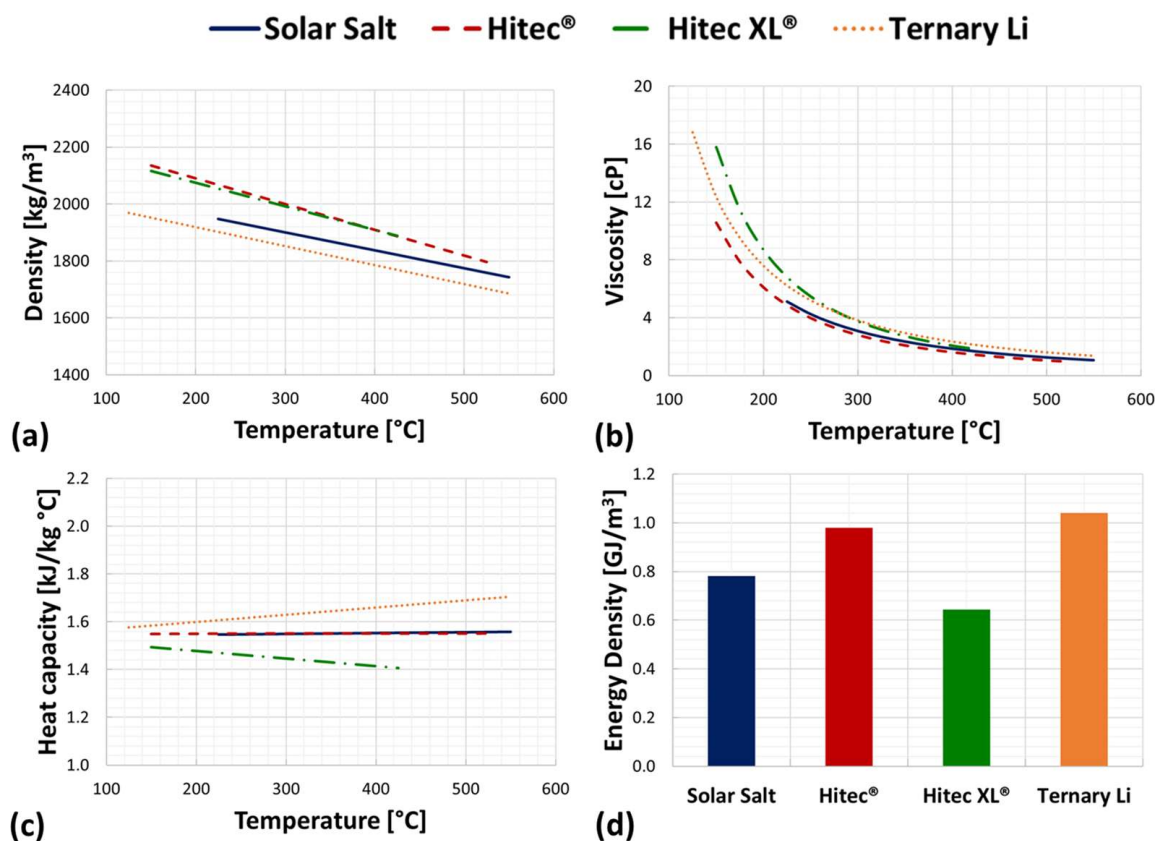 Solar Salt Hitec® Hitec XL® Ternary Li
Density [kg/m³]
2400
2200
2000
1800
1600
1400
100 200 300 400 500 600
(a) Temperature [°C]
Viscosity [cP]
20
16
12
8
4
0
100 200 300 400 500 600
(b) Temperature [°C]
Heat capacity [kJ/kg °C]
2.2
2.0
1.8
1.6
1.4
1.2
1.0
100 200 300 400 500 600
(c) Temperature [°C]
Energy Density [GJ/m³]
1.2
1.0
0.8
0.6
0.4
0.2
0.0
Solar Salt Hitec® Hitec XL® Ternary Li
(d)